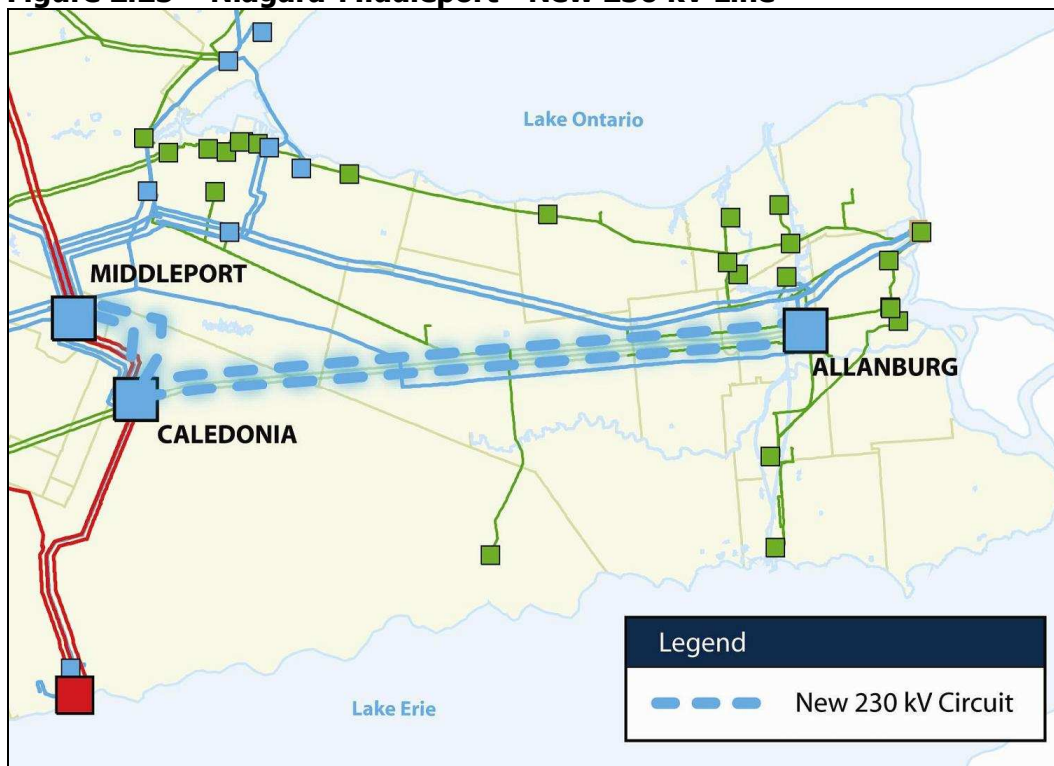 Niagara-Middleport - New 230 kV Line
Lake Ontario
MIDDLEPORT
ALLANBURG
CALEDONIA
Legend
New 230 kV Circuit
Lake Erie